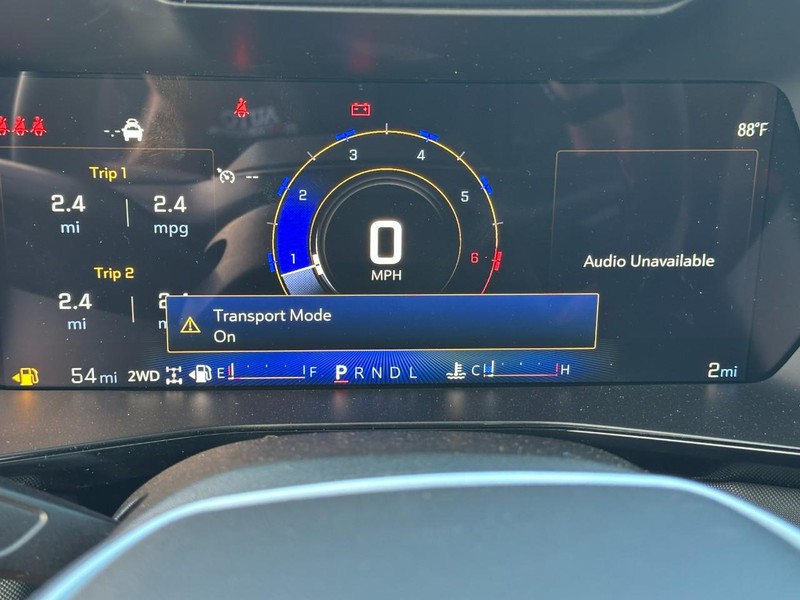 88°F
Trip 1
2.4 2.4
mi mpg
--
3 4
2 5
1 6
0
MPH
Audio Unavailable
Trip 2
2.4
mi
Transport Mode
On
54mi 2WD E F PRNDL C H 2mi